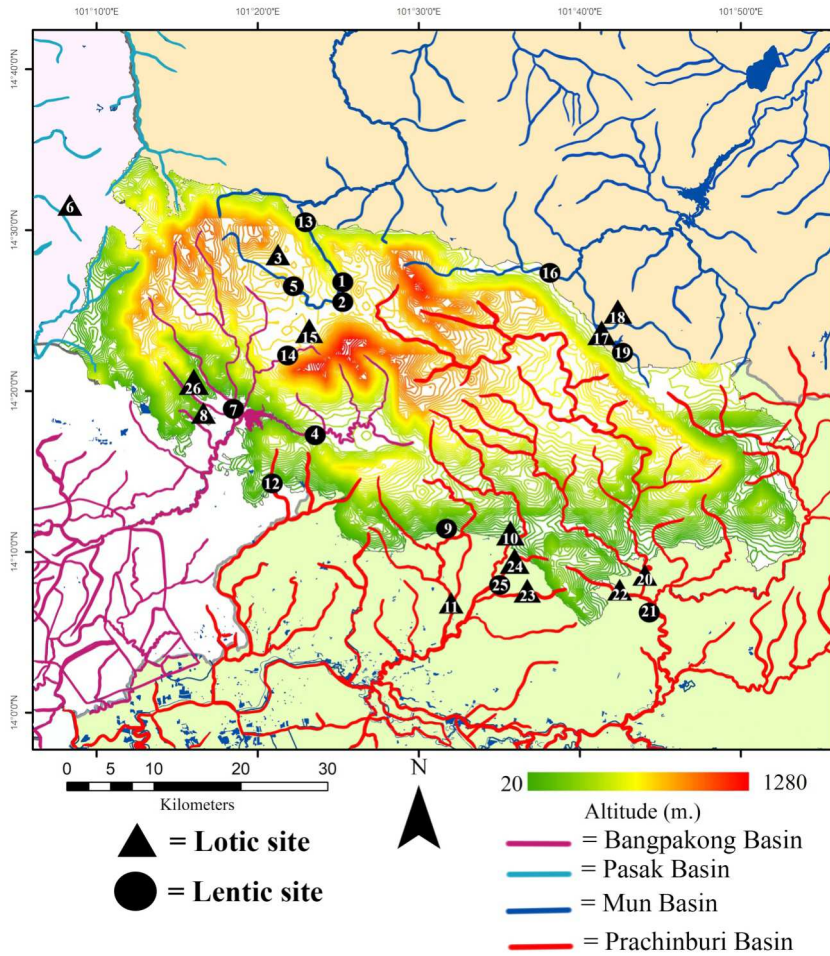 101°0'0"E 101°20'0"E 101°30'0"E 101°40'0"E 101°50'0"E
14°40'0"N
14°30'0"N
14°20'0"N
14°10'0"N
14°0'0"N
6
13
3
1
16
5
2
18
15
17
14
19
26
7
8
4
12
9
10
24
20
25
22
23
11
21
0 5 10 20 30
Kilometers
N
20 1280
Altitude (m.)
= Lotic site
= Lentic site
= Bangpakong Basin
= Pasak Basin
= Mun Basin
= Prachinburi Basin